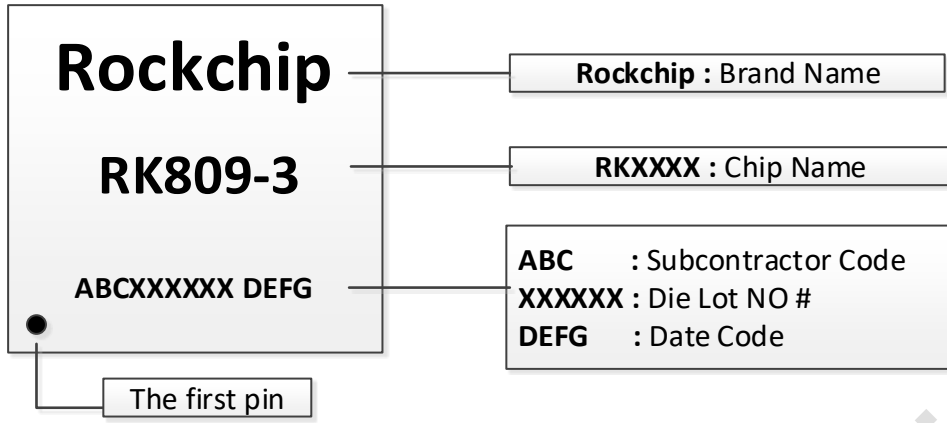 Rockchip
RK809-3
ABCXXXXXX DEFG
The first pin
Rockchip : Brand Name
RKXXXX : Chip Name
ABC : Subcontractor Code
XXXXXX : Die Lot NO #
DEFG : Date Code